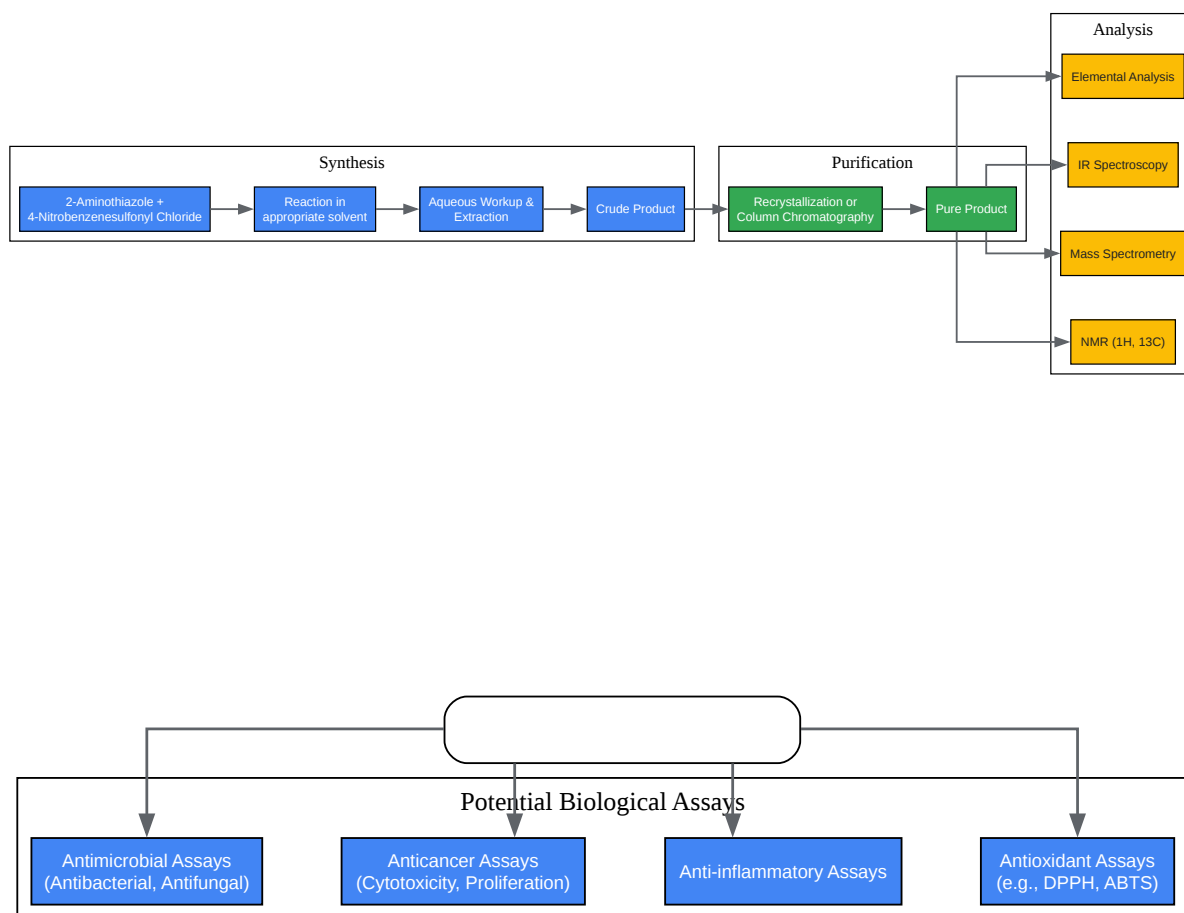 Analysis
Elemental Analysis
Synthesis
Purification
IR Spectroscopy
2-Aminothiazole +
4-Nitrobenzenesulfonyl Chloride
Reaction in
appropriate solvent
Aqueous Workup &
Extraction
Crude Product
Recrystallization or
Column Chromatography
Pure Product
Mass Spectrometry
NMR (1H, 13C)
Potential Biological Assays
Antimicrobial Assays
(Antibacterial, Antifungal)
Anticancer Assays
(Cytotoxicity, Proliferation)
Anti-inflammatory Assays
Antioxidant Assays
(e.g., DPPH, ABTS)